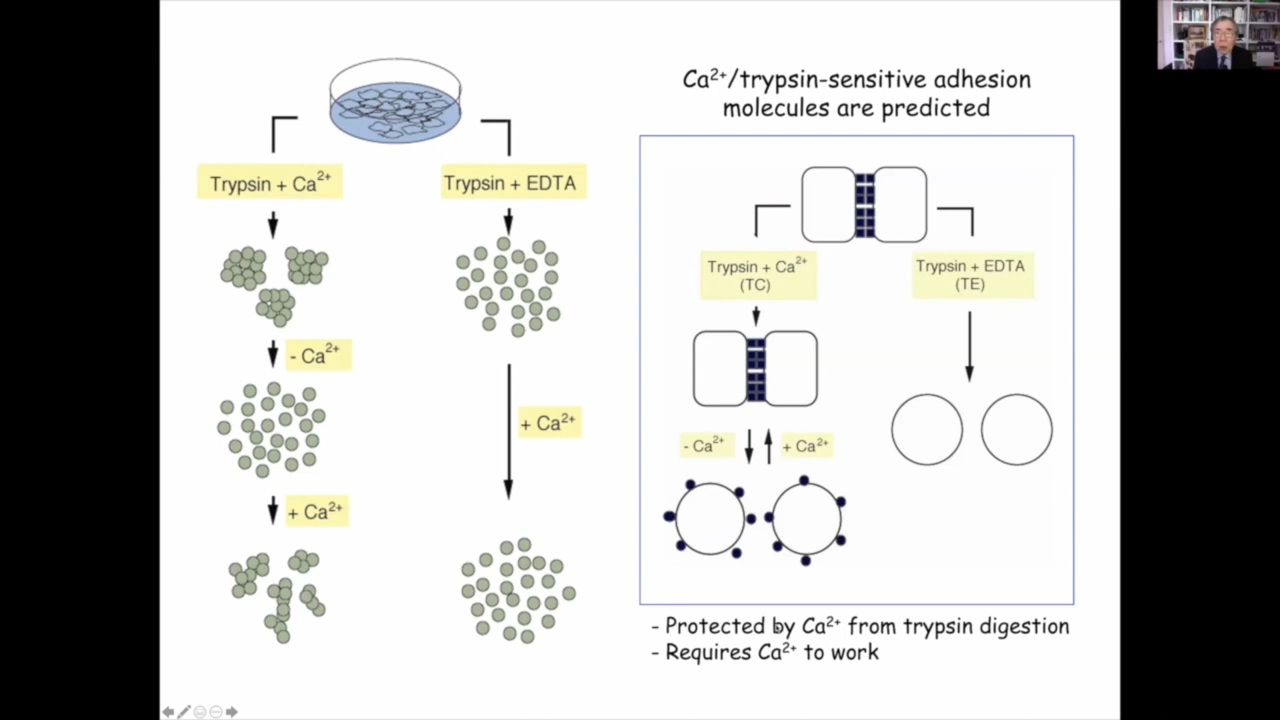 Trypsin + Ca²⁺
Trypsin + EDTA
- Ca²⁺
+ Ca²⁺
+ Ca²⁺
Ca²⁺/trypsin-sensitive adhesion
molecules are predicted
Trypsin + Ca²⁺
(TC)
Trypsin + EDTA
(TE)
- Ca²⁺
+ Ca²⁺
- Protected by Ca²⁺ from trypsin digestion
- Requires Ca²⁺ to work